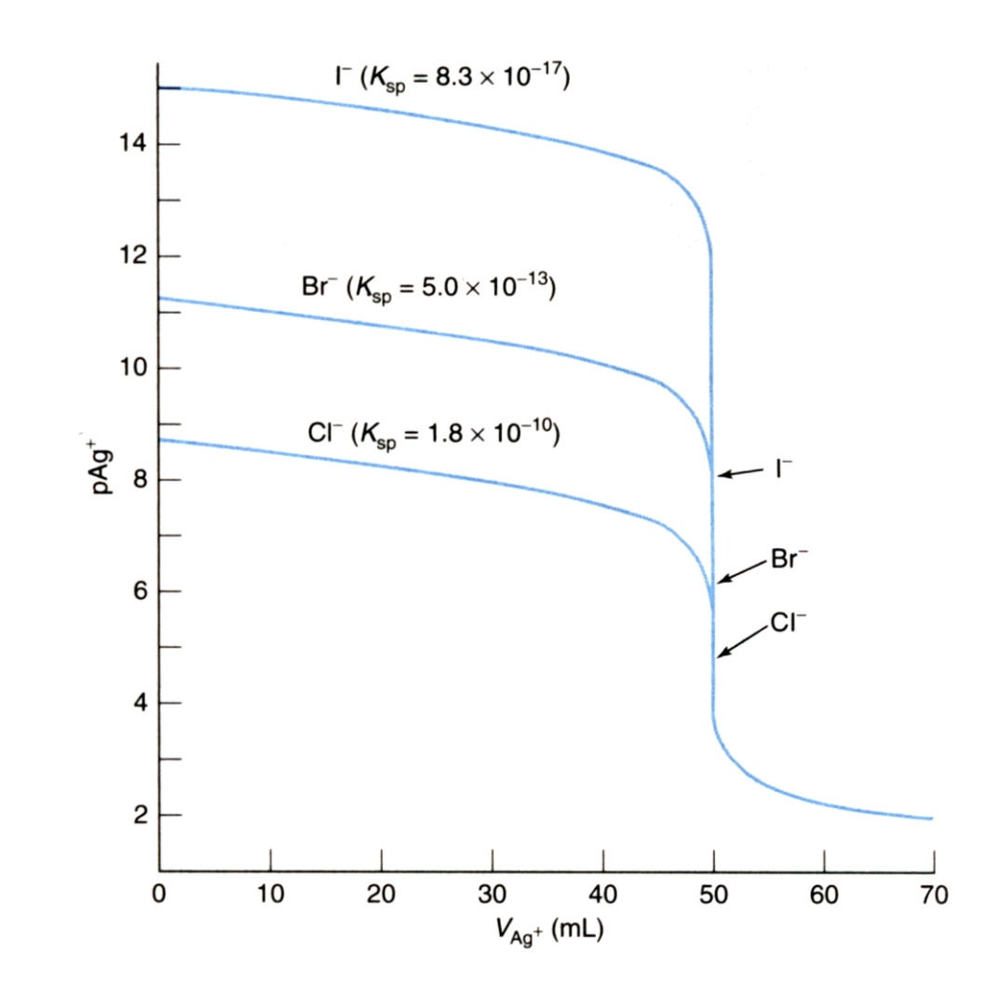 I⁻ (Ksp = 8.3 × 10⁻¹⁷)
14
12
Br⁻ (Ksp = 5.0 × 10⁻¹³)
10
Cl⁻ (Ksp = 1.8 × 10⁻¹⁰)
pAg⁺
8
I⁻
Br⁻
6
Cl⁻
4
2
0 10 20 30 40 50 60 70
V_Ag⁺ (mL)